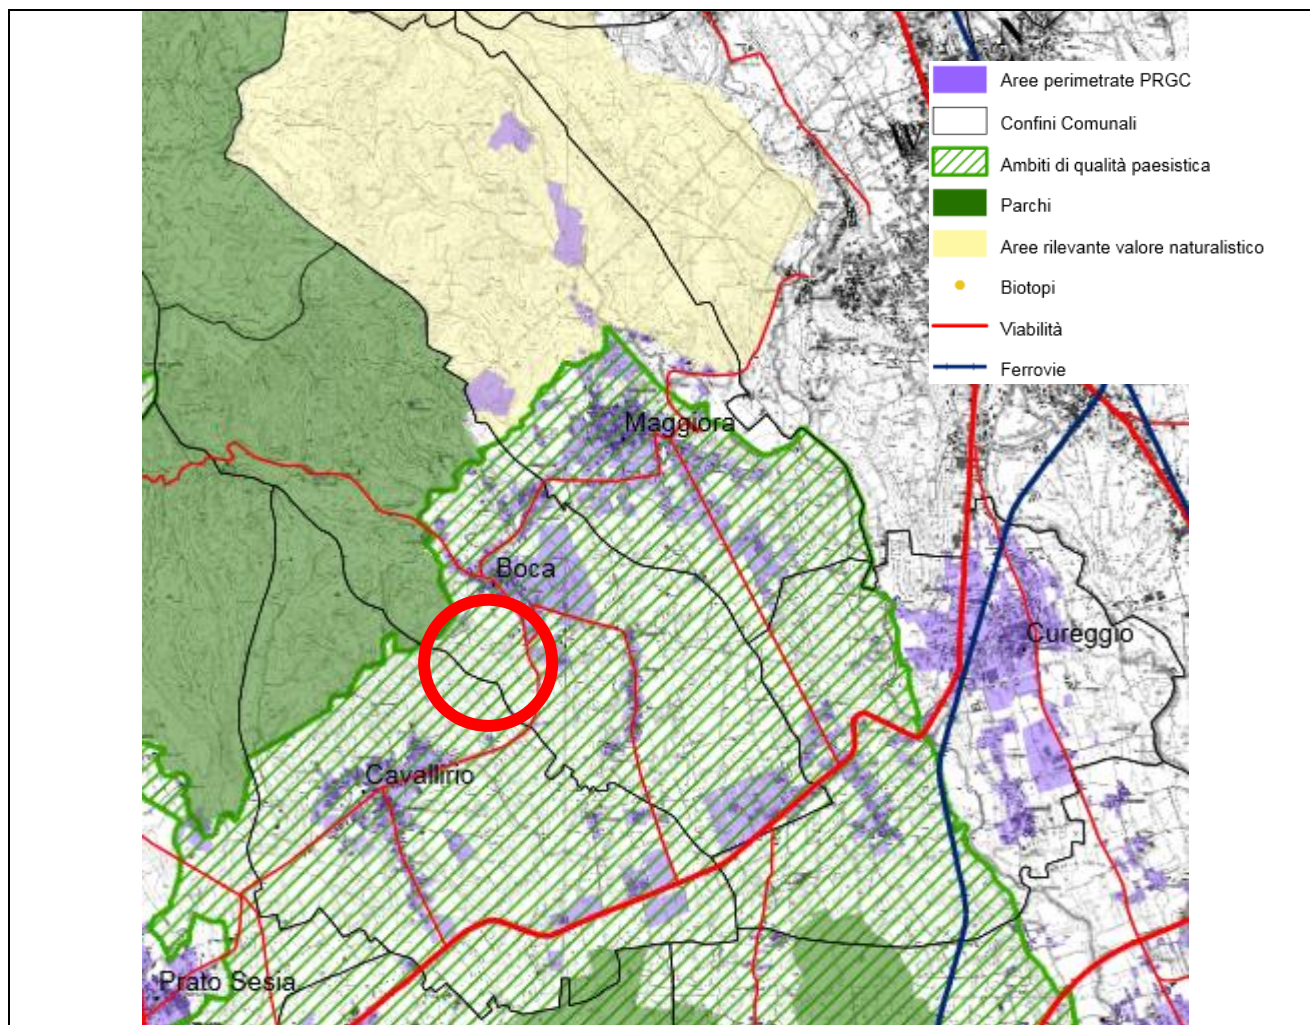 N
Aree perimetrate PRGC
Confini Comunali
Ambiti di qualità paesistica
Parchi
Aree rilevante valore naturalistico
Biotopi
Viabilità
Ferrovie
Maggiora
Boca
Cureggio
Cavallirio
Prato Sesia